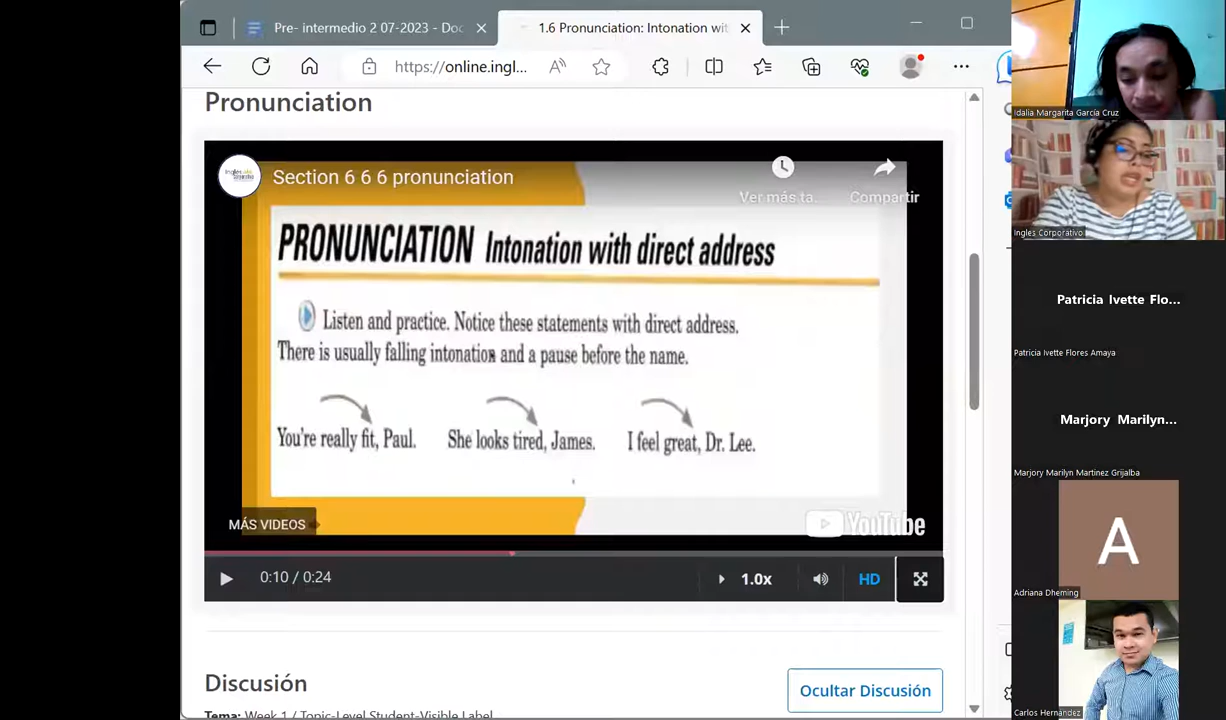 Pre- intermedio 2 07-2023 - Doc
1.6 Pronunciation: Intonation wit
https://online.ingl...
Pronunciation
Section 6 6 6 pronunciation
Ver más ta...
Compartir
PRONUNCIATION Intonation with direct address
Listen and practice. Notice these statements with direct address.
There is usually falling intonation and a pause before the name.
You're really fit, Paul. She looks tired, James. I feel great, Dr. Lee.
MÁS VIDEOS
YouTube
0:10 / 0:24
1.0x
HD
Discusión
Ocultar Discusión
Tema: Week 1 / Topic-Level Student-Visible Label
Idalia Margarita García Cruz
Ingles Corporativo
Patricia Ivette Flo...
Patricia Ivette Flores Amaya
Marjory Marilyn...
Marjory Marilyn Martinez Grijalba
A
Adriana Dheming
Carlos Hernández